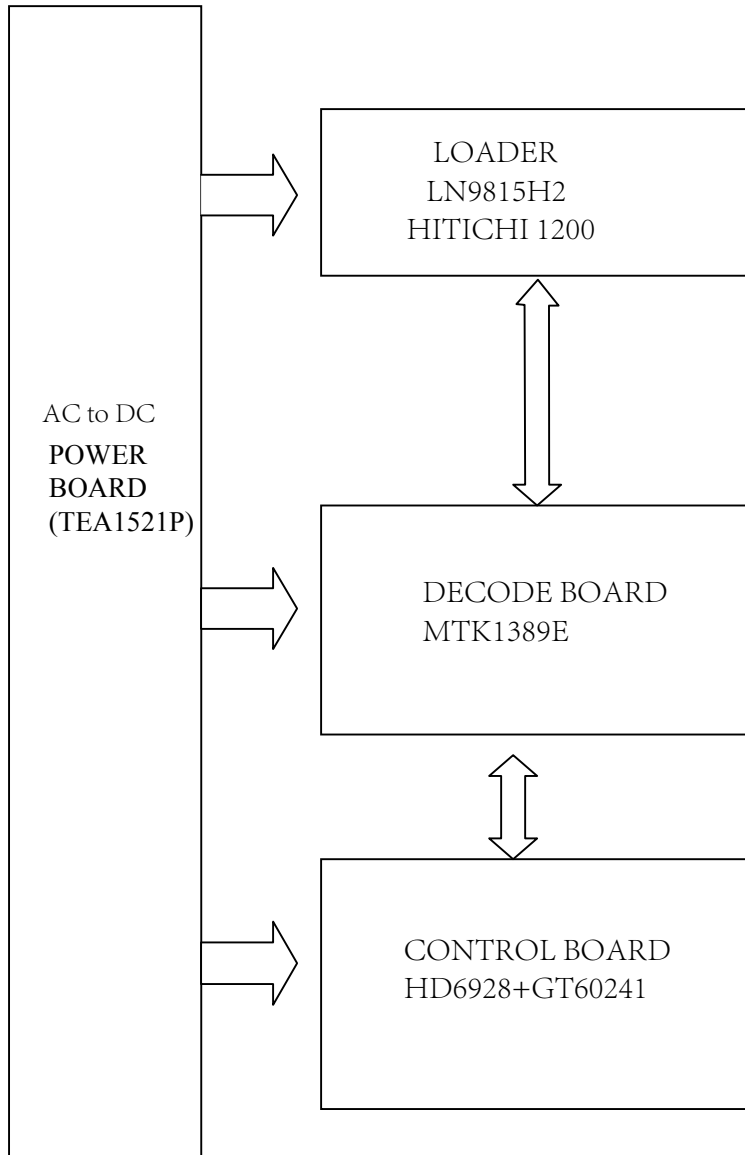 LOADER
LN9815H2
HITICHI 1200
AC to DC
POWER
BOARD
(TEA1521P)
DECODE BOARD
MTK1389E
CONTROL BOARD
HD6928+GT60241